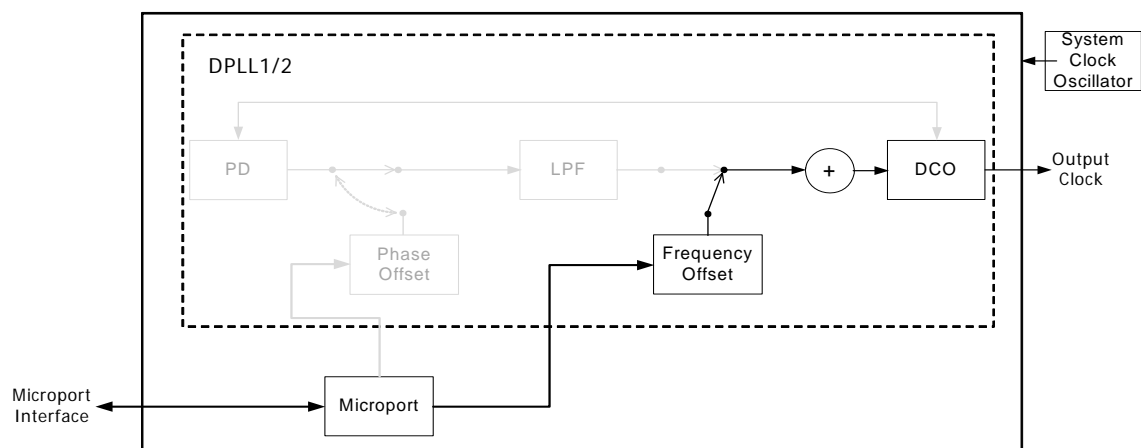 System
Clock
Oscillator
DPLL1/2
PD
LPF
+
DCO
Output
Clock
Phase
Offset
Frequency
Offset
Microport
Interface
Microport